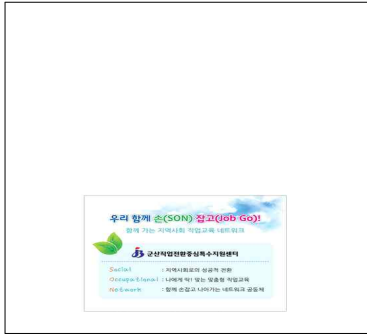 우리 함께 손(SON) 잡고(Job Go)!
함께 가는 지역사회 직업교육 네트워크
군산직업전환중심특수지원센터
Social : 지역사회로의 성공적 전환
Occupational : 나에게 딱! 맞는 맞춤형 직업교육
Network : 함께 손잡고 나아가는 네트워크 공동체